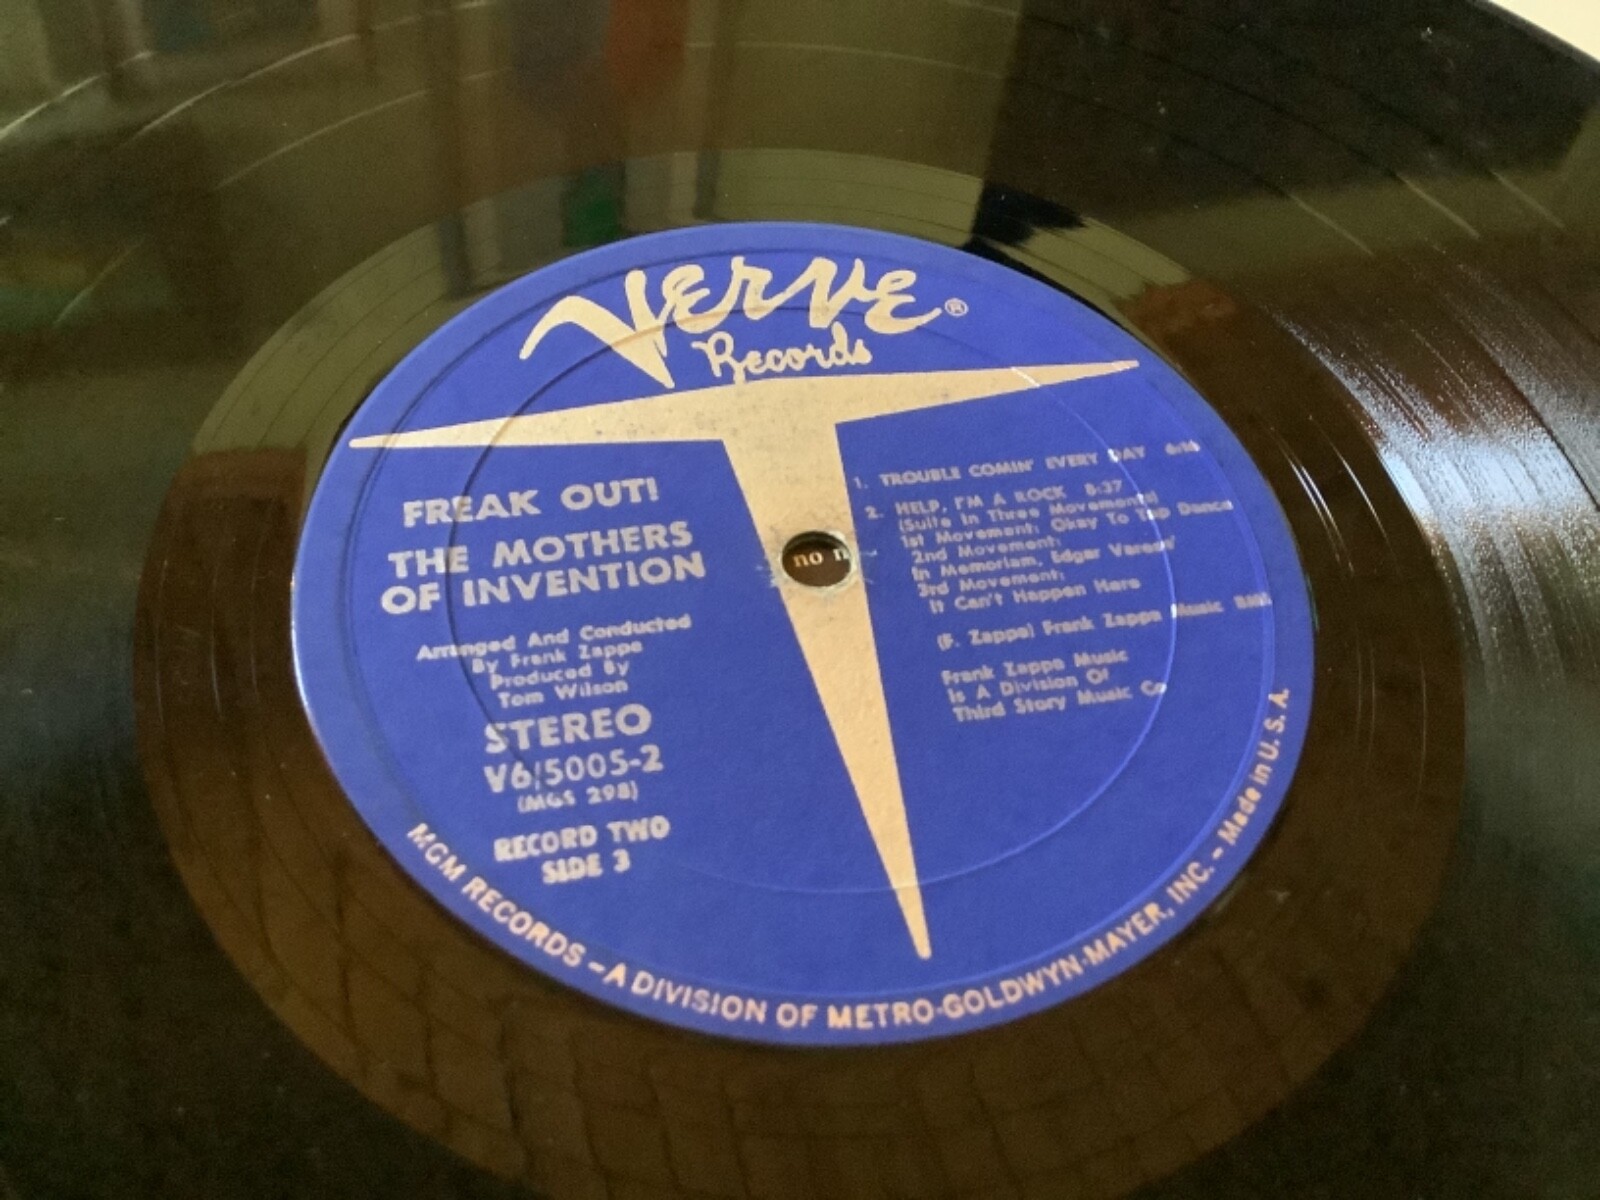 Verve®
Records
FREAK OUT!
THE MOTHERS
OF INVENTION
Arranged And Conducted
By Frank Zappa
Produced By
Tom Wilson
STEREO
V6/5005-2
(MGS 298)
RECORD TWO
SIDE 3
no
1. TROUBLE COMIN' EVERY DAY
2. HELP, I'M A ROCK 8:37
(Suite In Three Movements)
1st Movement: Okay To Tap Dance
2nd Movement:
In Memoriam, Edgar Varese'
3rd Movement:
It Can't Happen Here
(F. Zappa) Frank Zappa Music BMI
Frank Zappa Music
Is A Division Of
Third Story Music Co
MGM RECORDS – A DIVISION OF METRO-GOLDWYN-MAYER, INC. – Made in U. S. A.